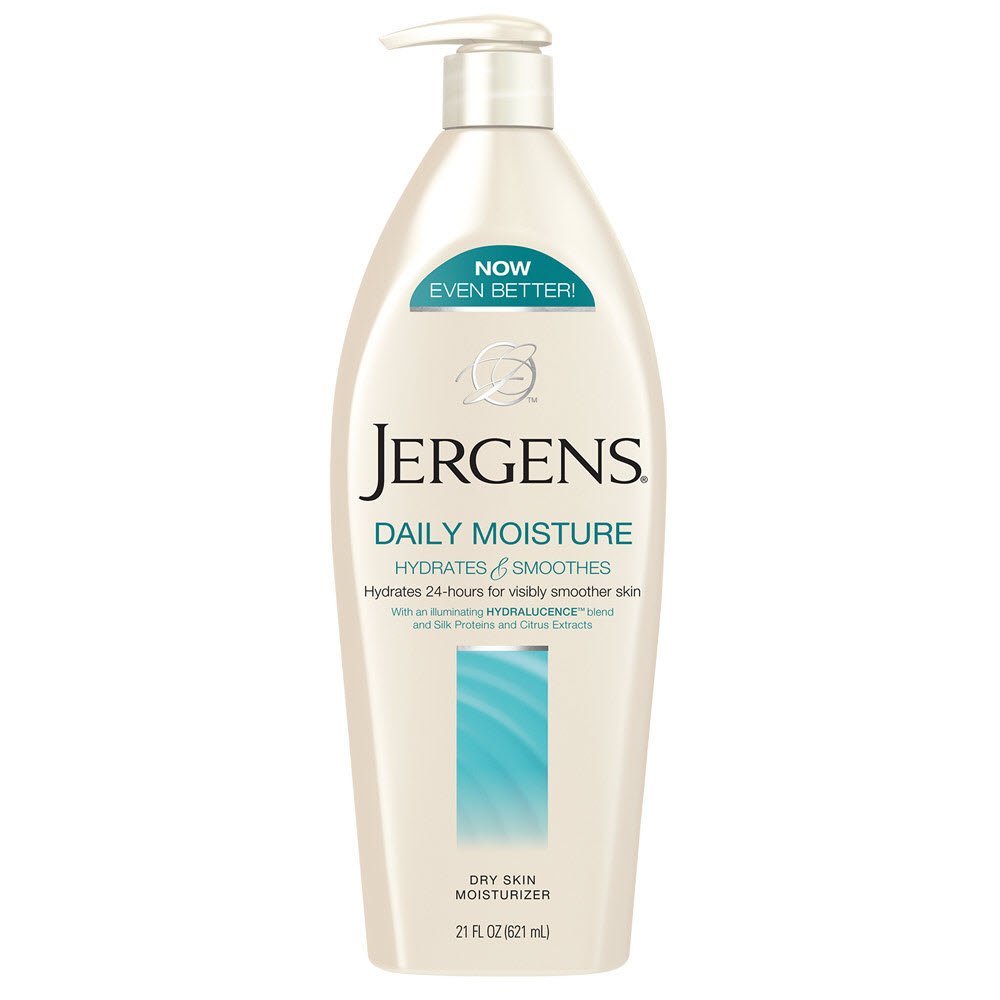 NOW
EVEN BETTER!
TM
JERGENS®
DAILY MOISTURE
HYDRATES & SMOOTHES
Hydrates 24-hours for visibly smoother skin
With an illuminating HYDRALUCENCE™ blend
and Silk Proteins and Citrus Extracts
DRY SKIN
MOISTURIZER
21 FL OZ (621 mL)